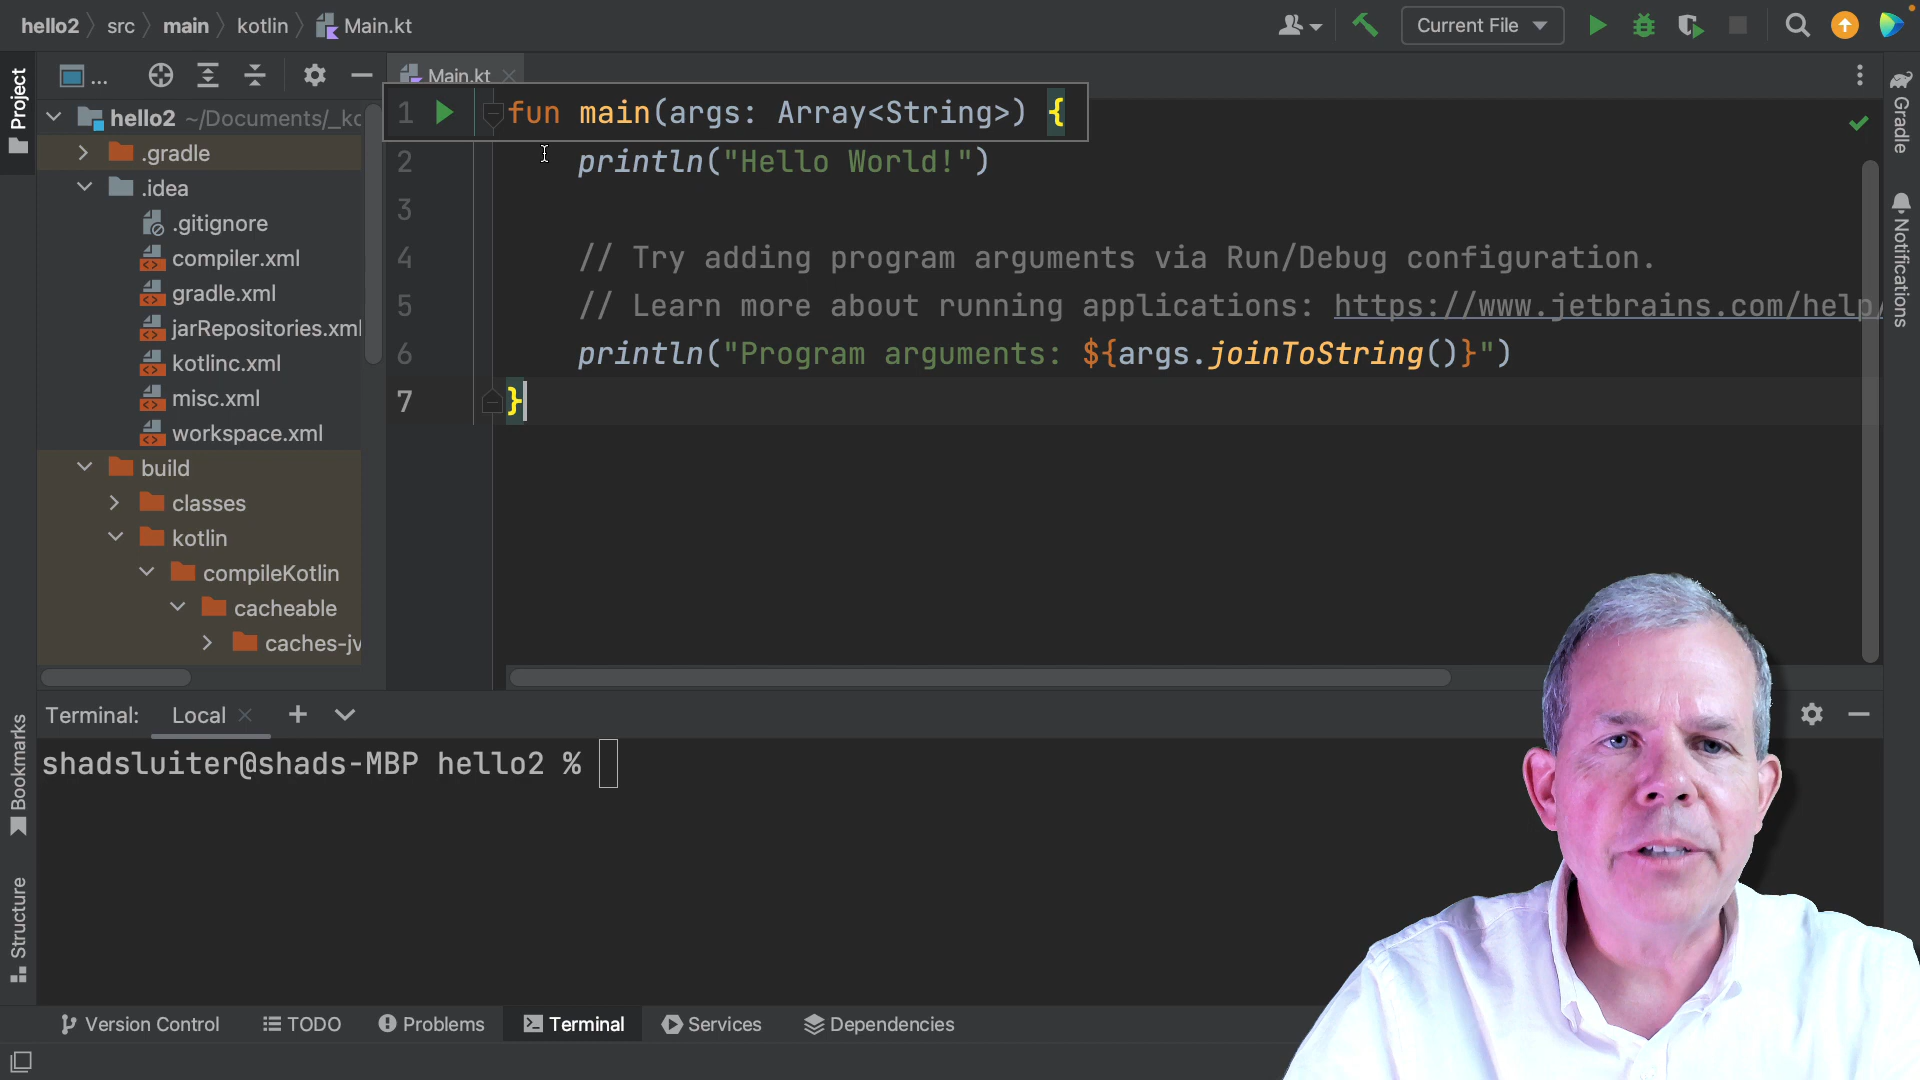 hello2 src main kotlin Main.kt
Current File
Project
...
Main.kt
hello2 ~/Documents/_kc
.gradle
.idea
.gitignore
compiler.xml
gradle.xml
jarRepositories.xml
kotlinc.xml
misc.xml
workspace.xml
build
classes
kotlin
compileKotlin
cacheable
caches-jv
1 fun main(args: Array<String>) {
2 println("Hello World!")
3
4 // Try adding program arguments via Run/Debug configuration.
5 // Learn more about running applications: https://www.jetbrains.com/help/
6 println("Program arguments: ${args.joinToString()}")
7 }
Gradle
Notifications
Terminal: Local
shadsluiter@shads-MBP hello2 %
Bookmarks
Structure
Version Control TODO Problems Terminal Services Dependencies